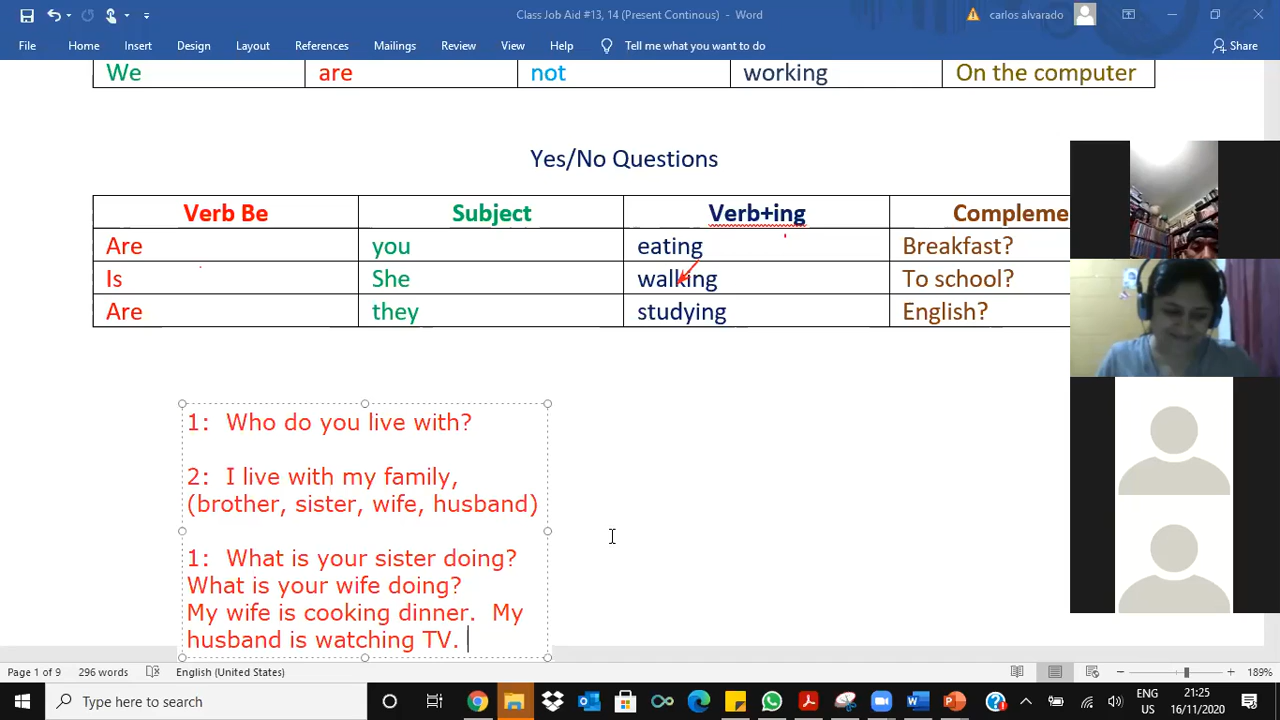 Class Job Aid #13, 14 (Present Continous) - Word
carlos alvarado
File Home Insert Design Layout References Mailings Review View Help Tell me what you want to do Share
We are not working On the computer
Yes/No Questions
Verb Be Subject Verb+ing Compleme
Are you eating Breakfast?
Is She walking To school?
Are they studying English?
1: Who do you live with?
2: I live with my family,
(brother, sister, wife, husband)
1: What is your sister doing?
What is your wife doing?
My wife is cooking dinner. My
husband is watching TV.
Page 1 of 9 296 words English (United States) 189%
Type here to search
ENG 21:25
ES 16/11/2020